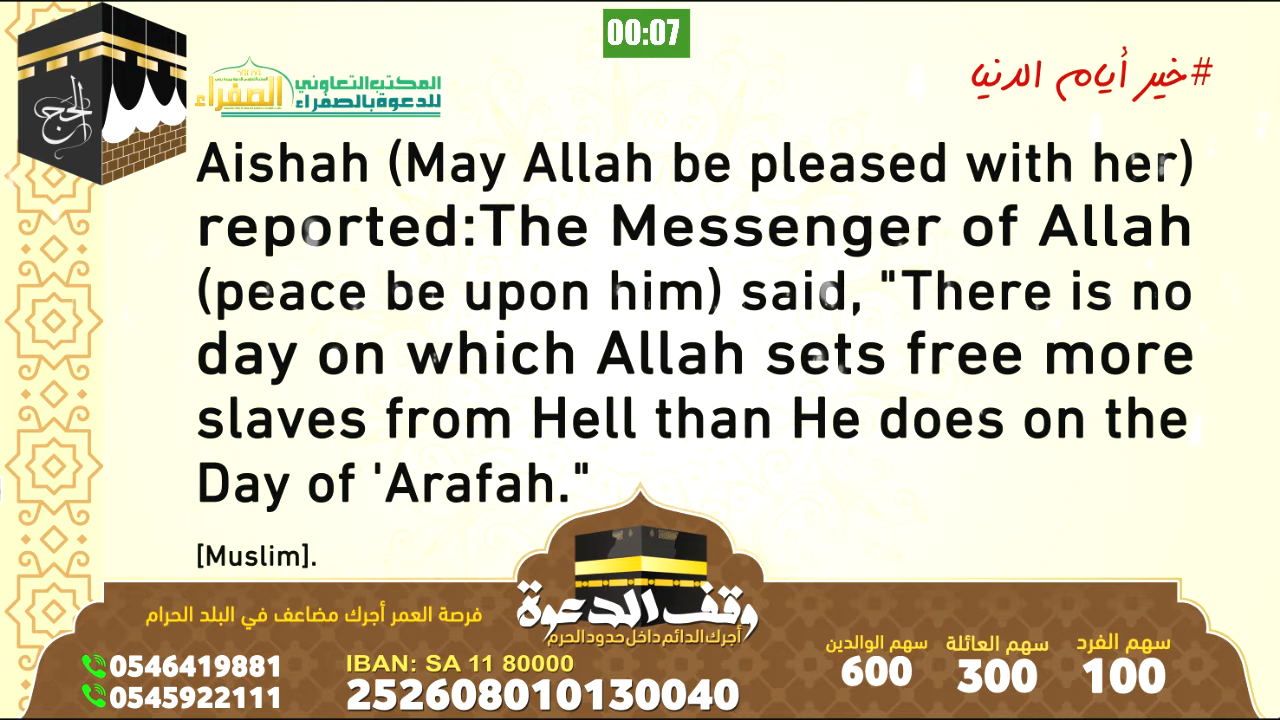 00:07
#خير أيام الدنيا
الحج
المكتب التعاوني
للدعوة بالصفراء
الصفراء
Aishah (May Allah be pleased with her)
reported:The Messenger of Allah
(peace be upon him) said, "There is no
day on which Allah sets free more
slaves from Hell than He does on the
Day of 'Arafah."
[Muslim].
وقف الدعوة
أجرك الدائم داخل حدود الحرم
فرصة العمر أجرك مضاعف في البلد الحرام
0546419881
0545922111
IBAN: SA 11 80000
252608010130040
سهم الفرد
100
سهم العائلة
300
سهم الوالدين
600